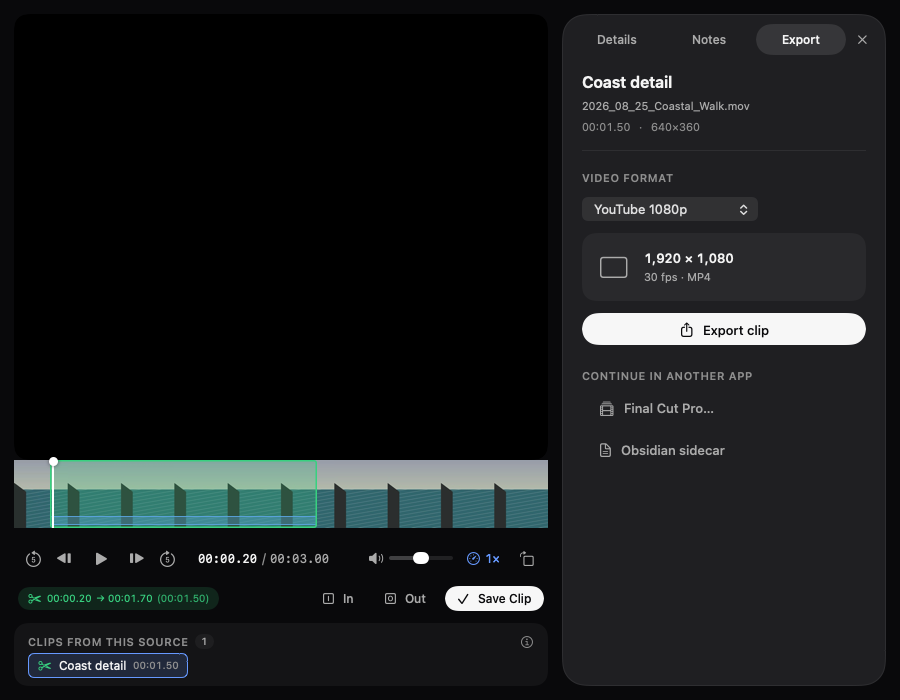 Details Notes Export
Coast detail
2026_08_25_Coastal_Walk.mov
00:01.50 · 640×360
VIDEO FORMAT
YouTube 1080p
1,920 × 1,080
30 fps · MP4
Export clip
CONTINUE IN ANOTHER APP
Final Cut Pro...
Obsidian sidecar
5 5 00:00.20 / 00:03.00 1×
00:00.20 → 00:01.70 (00:01.50) In Out Save Clip
CLIPS FROM THIS SOURCE 1
Coast detail 00:01.50